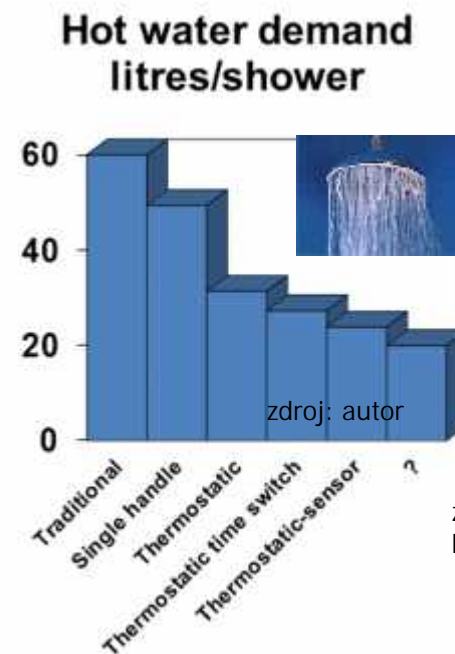 Hot water demand
litres/shower
60
40
20
0
zdroj: autor
Traditional
Single handle
Thermostatic
Thermostatic time switch
Thermostatic-sensor
?